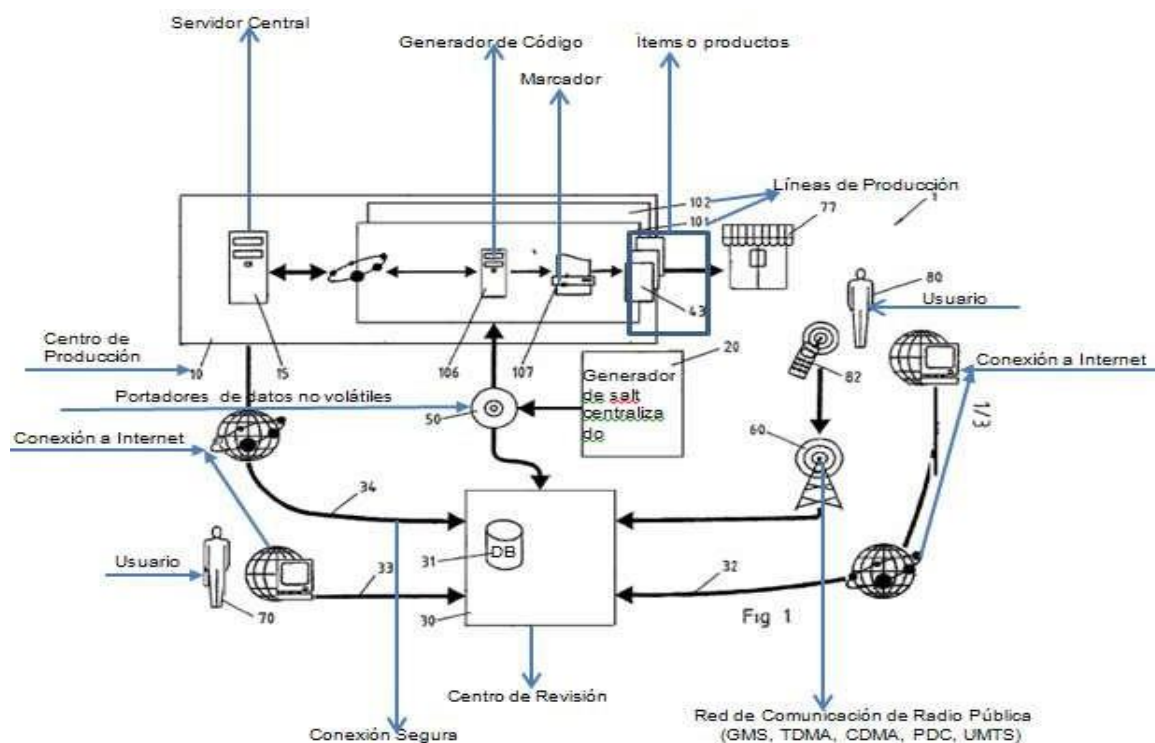 Servidor Central
Generador de Código
Ítems o productos
Marcador
Líneas de Producción
102
101
77
1
80
Usuario
43
Centro de
Producción
10
15
106
107
20
82
Conexión a Internet
Generador
de salt
centraliza
do
Portadores de datos no volátiles
50
1/3
Conexión a Internet
60
34
DB
31
Usuario
33
32
70
30
Fig 1
Centro de Revisión
Conexión Segura
Red de Comunicación de Radio Pública
(GMS, TDMA, CDMA, PDC, UMTS)